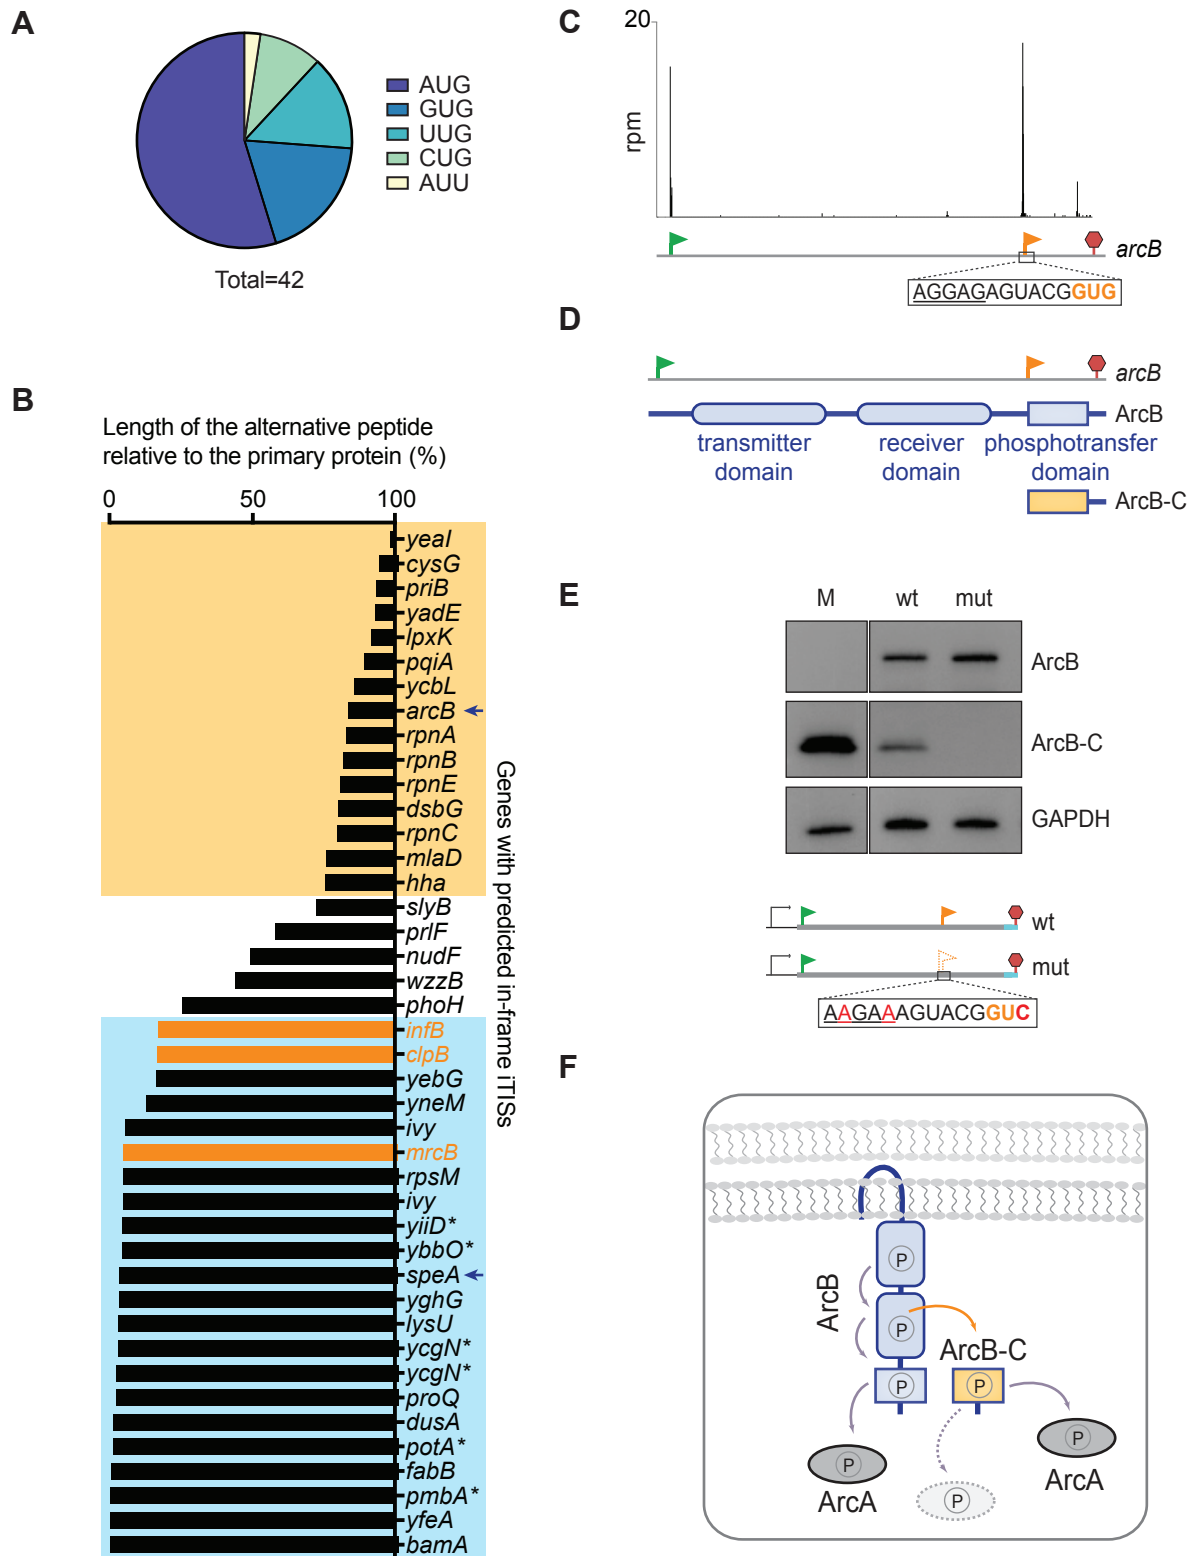 A
AUG
GUG
UUG
CUG
AUU
Total=42
B
Length of the alternative peptide
relative to the primary protein (%)
0 50 100
yeaI
cysG
priB
yadE
lpxK
pqiA
ycbL
arcB
rpnA
rpnB
rpnE
dsbG
rpnC
mlaD
hha
slyB
prlF
nudF
wzzB
phoH
infB
clpB
yebG
yneM
ivy
mrcB
rpsM
ivy
yiiD*
ybbO*
speA
yghG
lysU
ycgN*
ycgN*
proQ
dusA
potA*
fabB
pmbA*
yfeA
bamA
Genes with predicted in-frame iTISs
C
20
rpm
arcB
AGGAGAGUACGGUG
D
arcB
ArcB
transmitter domain
receiver domain
phosphotransfer domain
ArcB-C
E
M wt mut
ArcB
ArcB-C
GAPDH
wt
mut
AAGAAAGUACGGUC
F
P
P
P
ArcB
ArcB-C
P
P
ArcA
P
P
ArcA